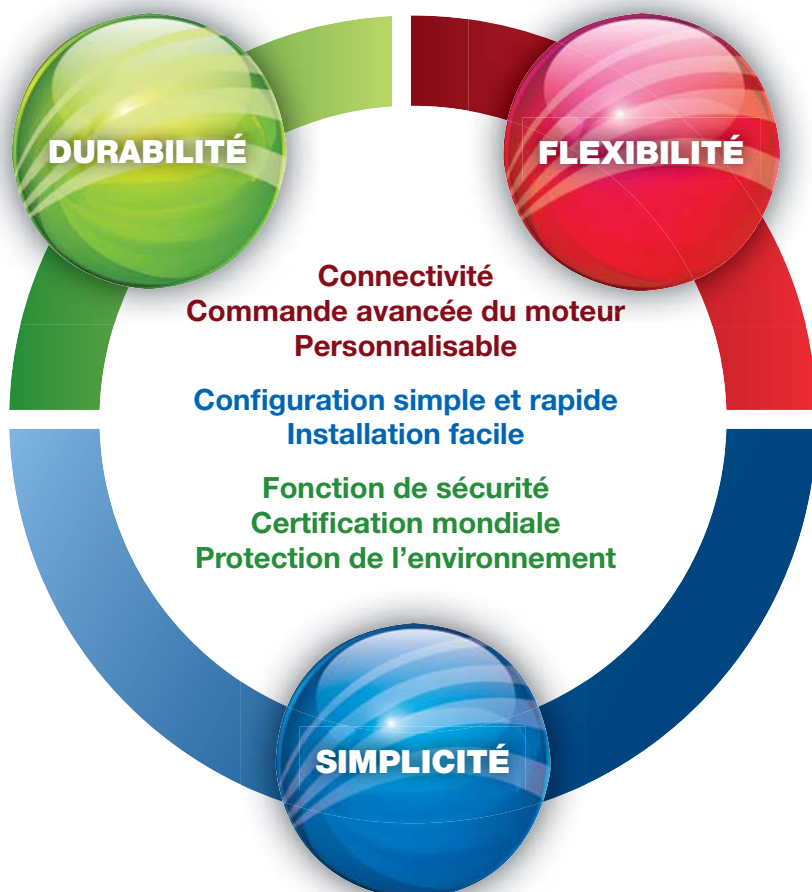 DURABILITÉ
FLEXIBILITÉ
Connectivité
Commande avancée du moteur
Personnalisable
Configuration simple et rapide
Installation facile
Fonction de sécurité
Certification mondiale
Protection de l’environnement
SIMPLICITÉ